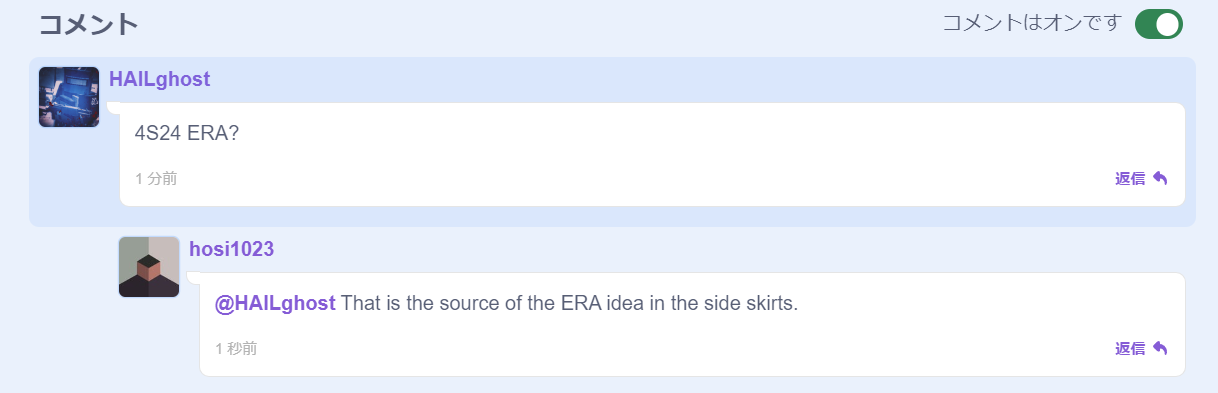 コメント
コメントはオンです
HAILghost
4S24 ERA?
1 分前
返信
hosi1023
@HAILghost That is the source of the ERA idea in the side skirts.
1 秒前
返信